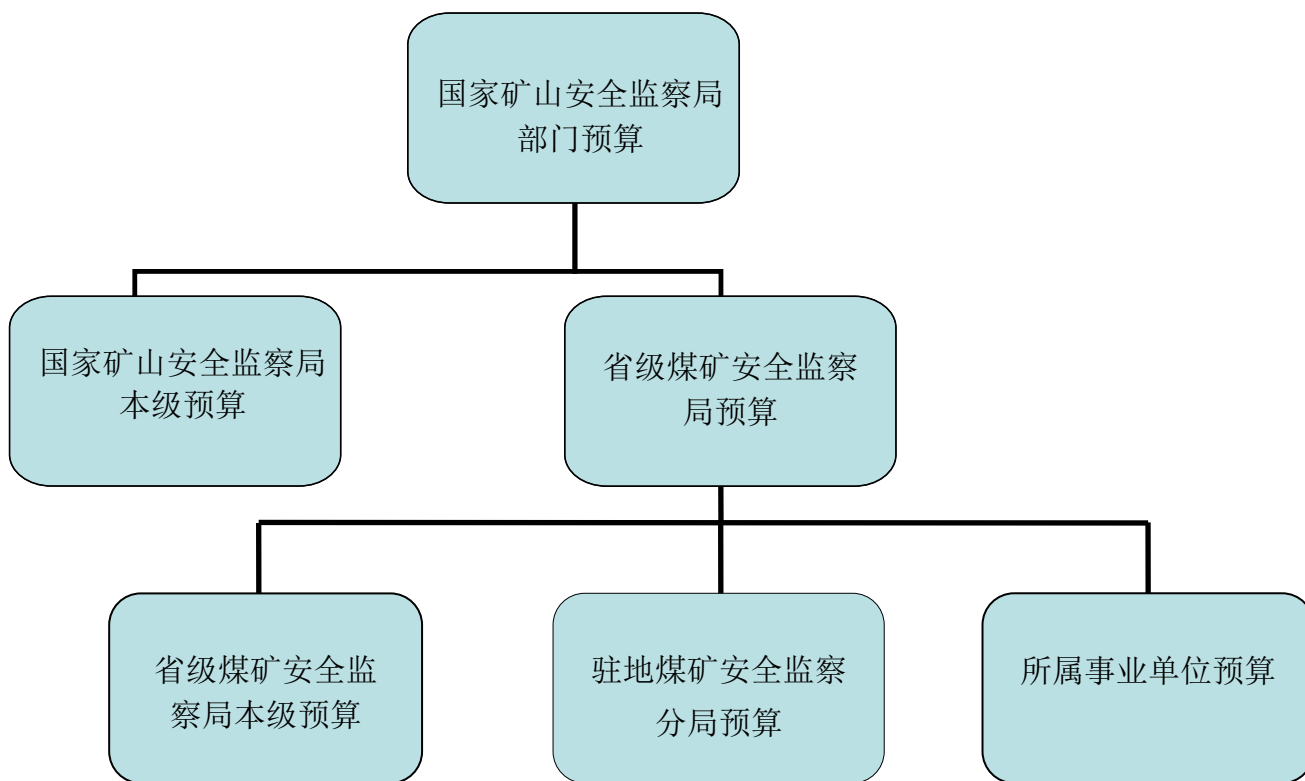 国家矿山安全监察局
部门预算
国家矿山安全监察局
本级预算
省级煤矿安全监察
局预算
省级煤矿安全监
察局本级预算
驻地煤矿安全监察
分局预算
所属事业单位预算